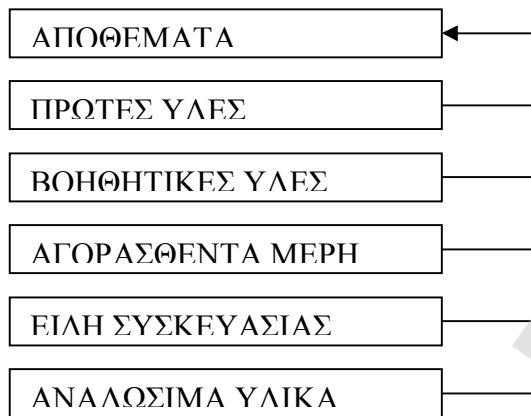 ΑΠΟΘΕΜΑΤΑ
ΠΡΩΤΕΣ ΥΛΕΣ
ΒΟΗΘΗΤΙΚΕΣ ΥΛΕΣ
ΑΓΟΡΑΣΘΕΝΤΑ ΜΕΡΗ
ΕΙΔΗ ΣΥΣΚΕΥΑΣΙΑΣ
ΑΝΑΛΩΣΙΜΑ ΥΛΙΚΑ